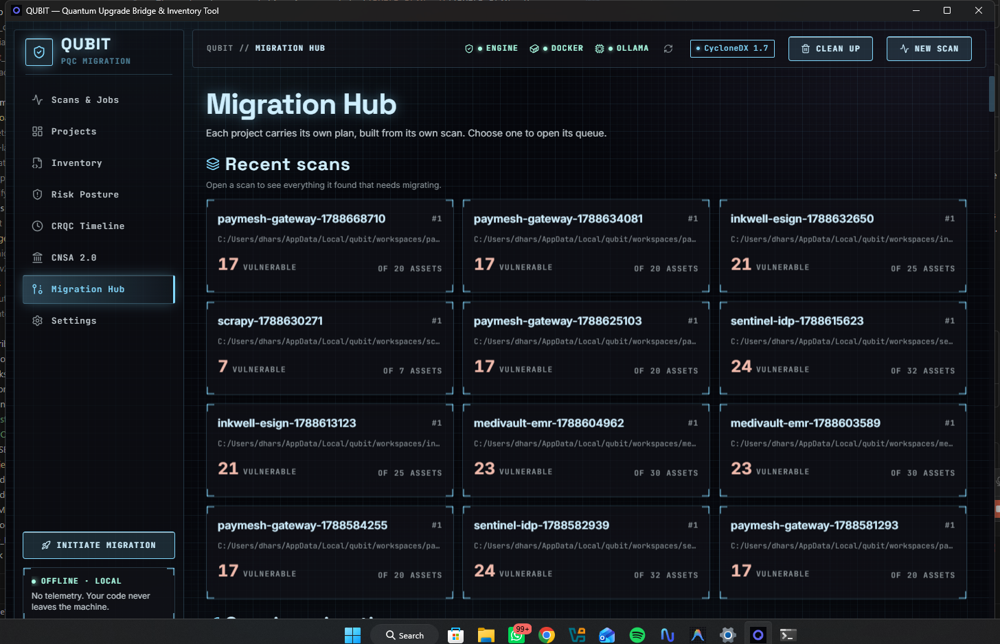 QUBIT — Quantum Upgrade Bridge & Inventory Tool
QUBIT
PQC MIGRATION
Scans & Jobs
Projects
Inventory
Risk Posture
CRQC Timeline
CNSA 2.0
Migration Hub
Settings
INITIATE MIGRATION
OFFLINE · LOCAL
No telemetry. Your code never
leaves the machine.
QUBIT // MIGRATION HUB
ENGINE
DOCKER
OLLAMA
CycloneDX 1.7
CLEAN UP
NEW SCAN
Migration Hub
Each project carries its own plan, built from its own scan. Choose one to open its queue.
Recent scans
Open a scan to see everything it found that needs migrating.
paymesh-gateway-1788668710 #1
C:/Users/dhars/AppData/Local/qubit/workspaces/pa…
17 VULNERABLE OF 20 ASSETS
paymesh-gateway-1788634081 #1
C:/Users/dhars/AppData/Local/qubit/workspaces/pa…
17 VULNERABLE OF 20 ASSETS
inkwell-esign-1788632650 #1
C:/Users/dhars/AppData/Local/qubit/workspaces/in…
21 VULNERABLE OF 25 ASSETS
scrapy-1788630271 #1
C:/Users/dhars/AppData/Local/qubit/workspaces/sc…
7 VULNERABLE OF 7 ASSETS
paymesh-gateway-1788625103 #1
C:/Users/dhars/AppData/Local/qubit/workspaces/pa…
17 VULNERABLE OF 20 ASSETS
sentinel-idp-1788615623 #1
C:/Users/dhars/AppData/Local/qubit/workspaces/se…
24 VULNERABLE OF 32 ASSETS
inkwell-esign-1788613123 #1
C:/Users/dhars/AppData/Local/qubit/workspaces/in…
21 VULNERABLE OF 25 ASSETS
medivault-emr-1788604962 #1
C:/Users/dhars/AppData/Local/qubit/workspaces/me…
23 VULNERABLE OF 30 ASSETS
medivault-emr-1788603589 #1
C:/Users/dhars/AppData/Local/qubit/workspaces/me…
23 VULNERABLE OF 30 ASSETS
paymesh-gateway-1788584255 #1
C:/Users/dhars/AppData/Local/qubit/workspaces/pa…
17 VULNERABLE OF 20 ASSETS
sentinel-idp-1788582939 #1
C:/Users/dhars/AppData/Local/qubit/workspaces/se…
24 VULNERABLE OF 32 ASSETS
paymesh-gateway-1788581293 #1
C:/Users/dhars/AppData/Local/qubit/workspaces/pa…
17 VULNERABLE OF 20 ASSETS
Search
99+